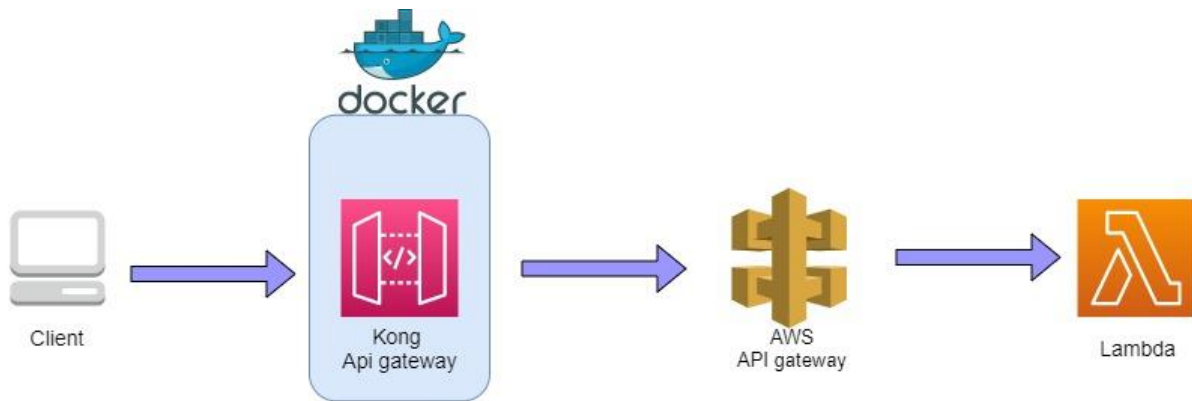 docker
Client
Kong
Api gateway
</>
AWS
API gateway
Lambda